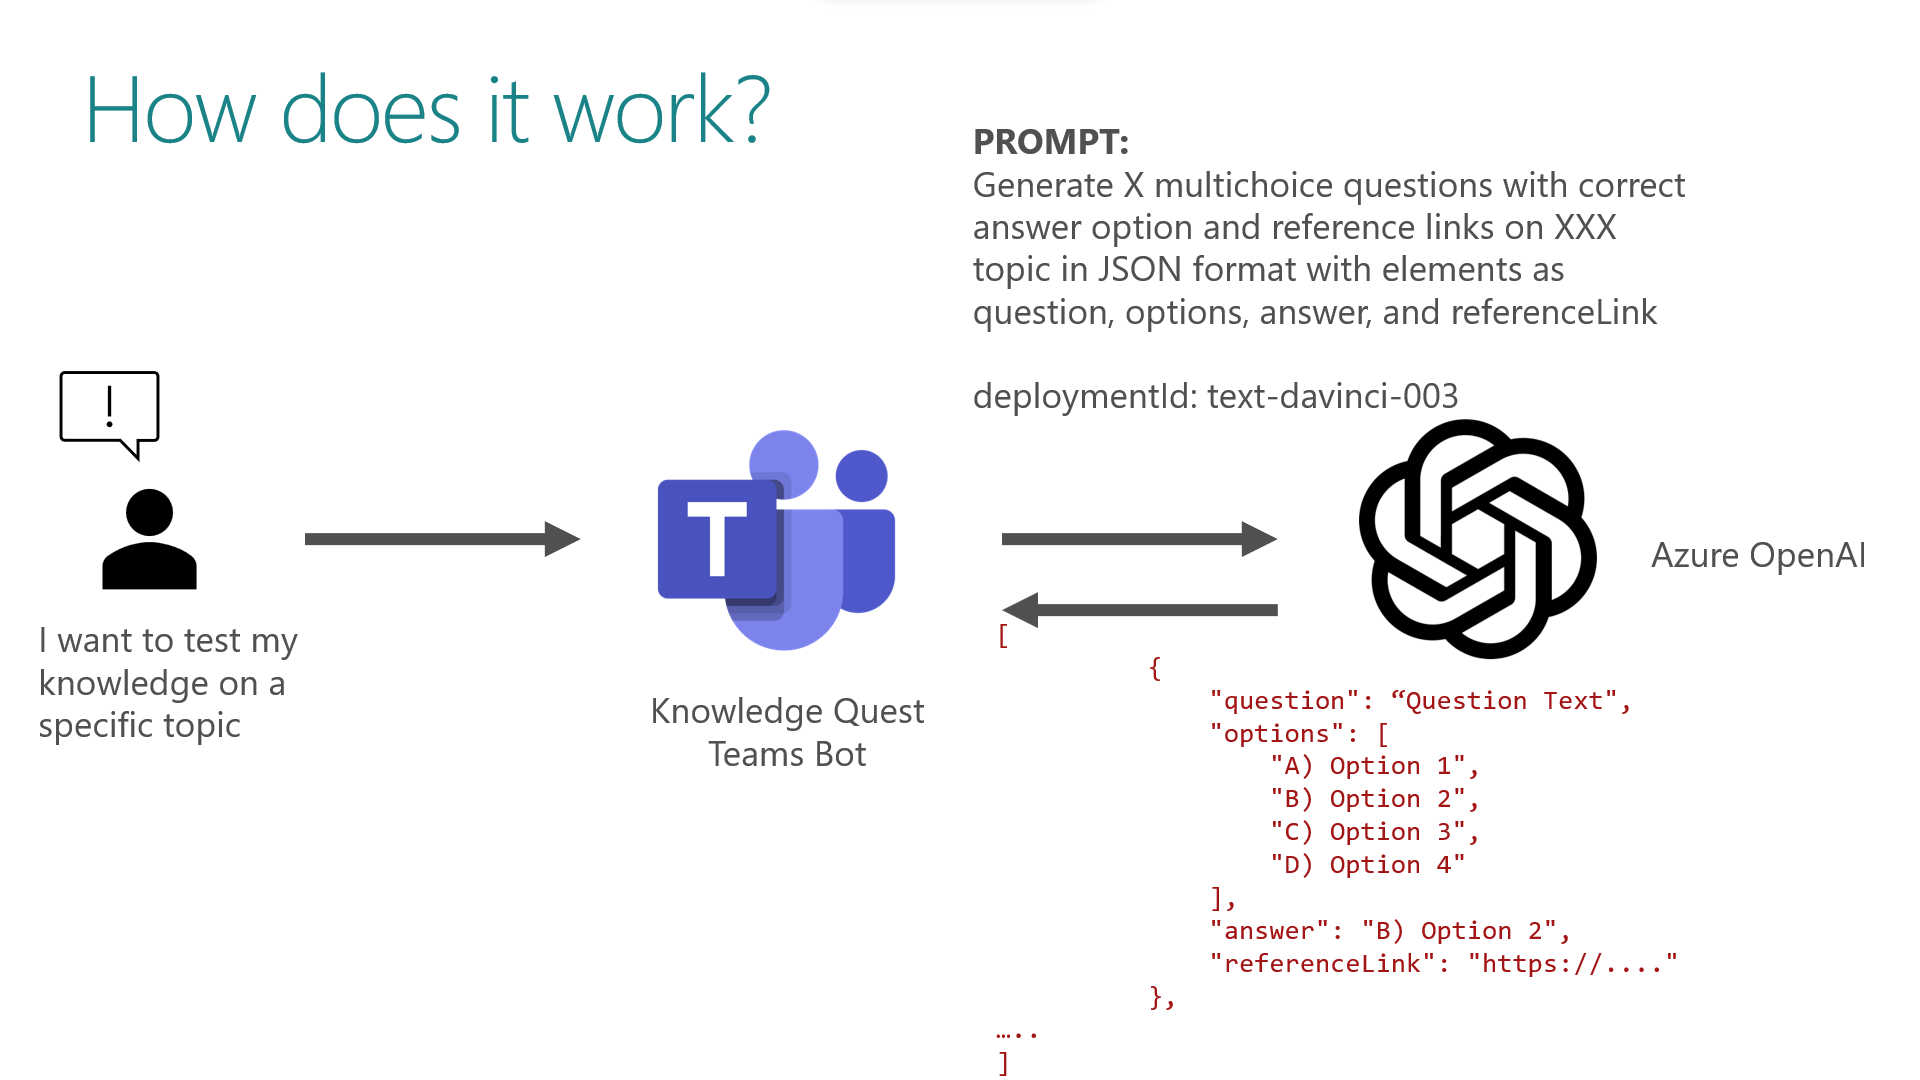 How does it work?
PROMPT:
Generate X multichoice questions with correct
answer option and reference links on XXX
topic in JSON format with elements as
question, options, answer, and referenceLink
deploymentId: text-davinci-003
!
I want to test my
knowledge on a
specific topic
T
Knowledge Quest
Teams Bot
Azure OpenAI
[
{
"question": “Question Text",
"options": [
"A) Option 1",
"B) Option 2",
"C) Option 3",
"D) Option 4"
],
"answer": "B) Option 2",
"referenceLink": "https://...."
},
…..
]